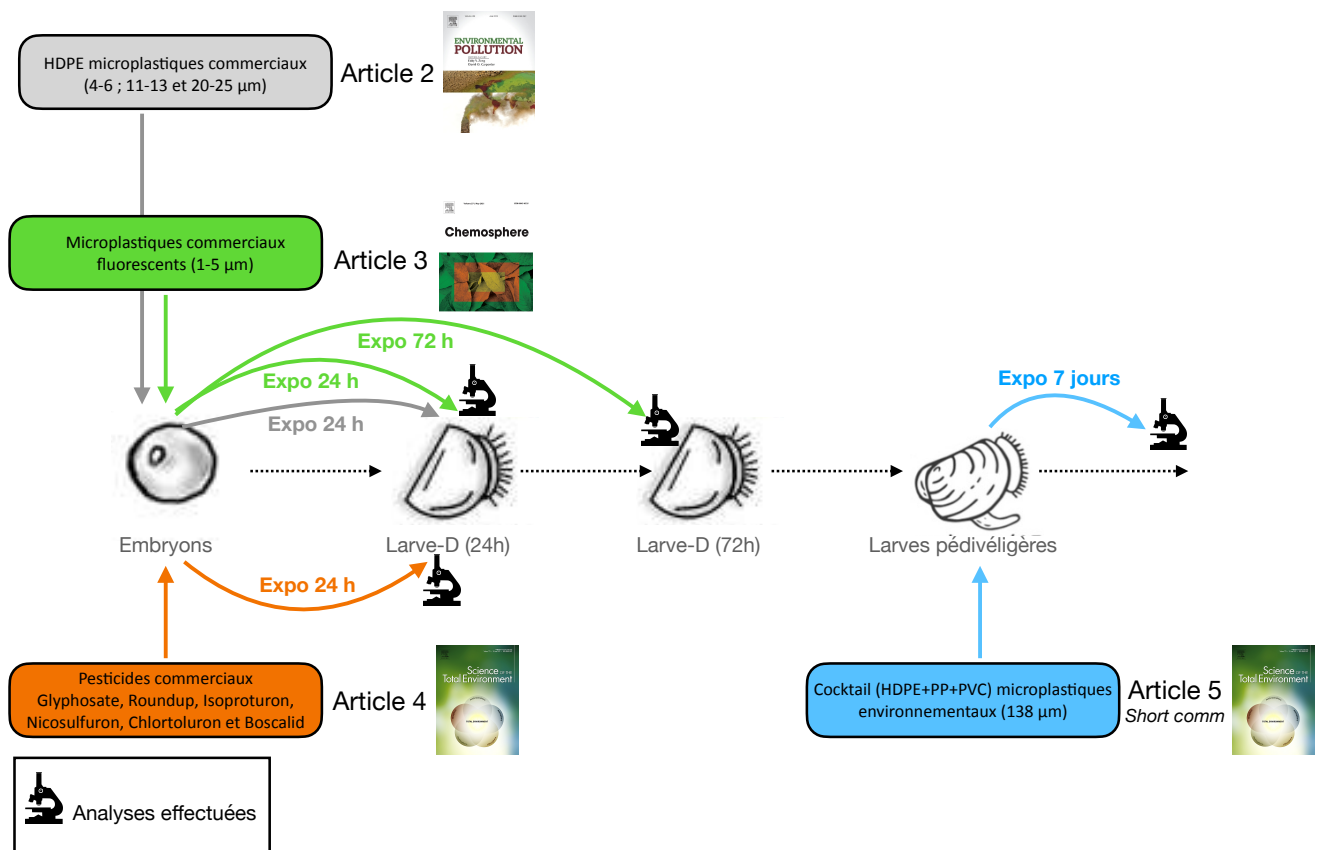 HDPE microplastiques commerciaux
(4-6 ; 11-13 et 20-25 µm)
Article 2
ENVIRONMENTAL
POLLUTION
Microplastiques commerciaux
fluorescents (1-5 µm)
Article 3
Chemosphere
Expo 72 h
Expo 24 h
Expo 24 h
Expo 7 jours
Embryons
Larve-D (24h)
Larve-D (72h)
Larves pédivéligères
Expo 24 h
Pesticides commerciaux
Glyphosate, Roundup, Isoproturon,
Nicosulfuron, Chlortoluron et Boscalid
Article 4
Science OF THE
Total Environment
Cocktail (HDPE+PP+PVC) microplastiques
environnementaux (138 µm)
Article 5
Short comm
Science OF THE
Total Environment
Analyses effectuées